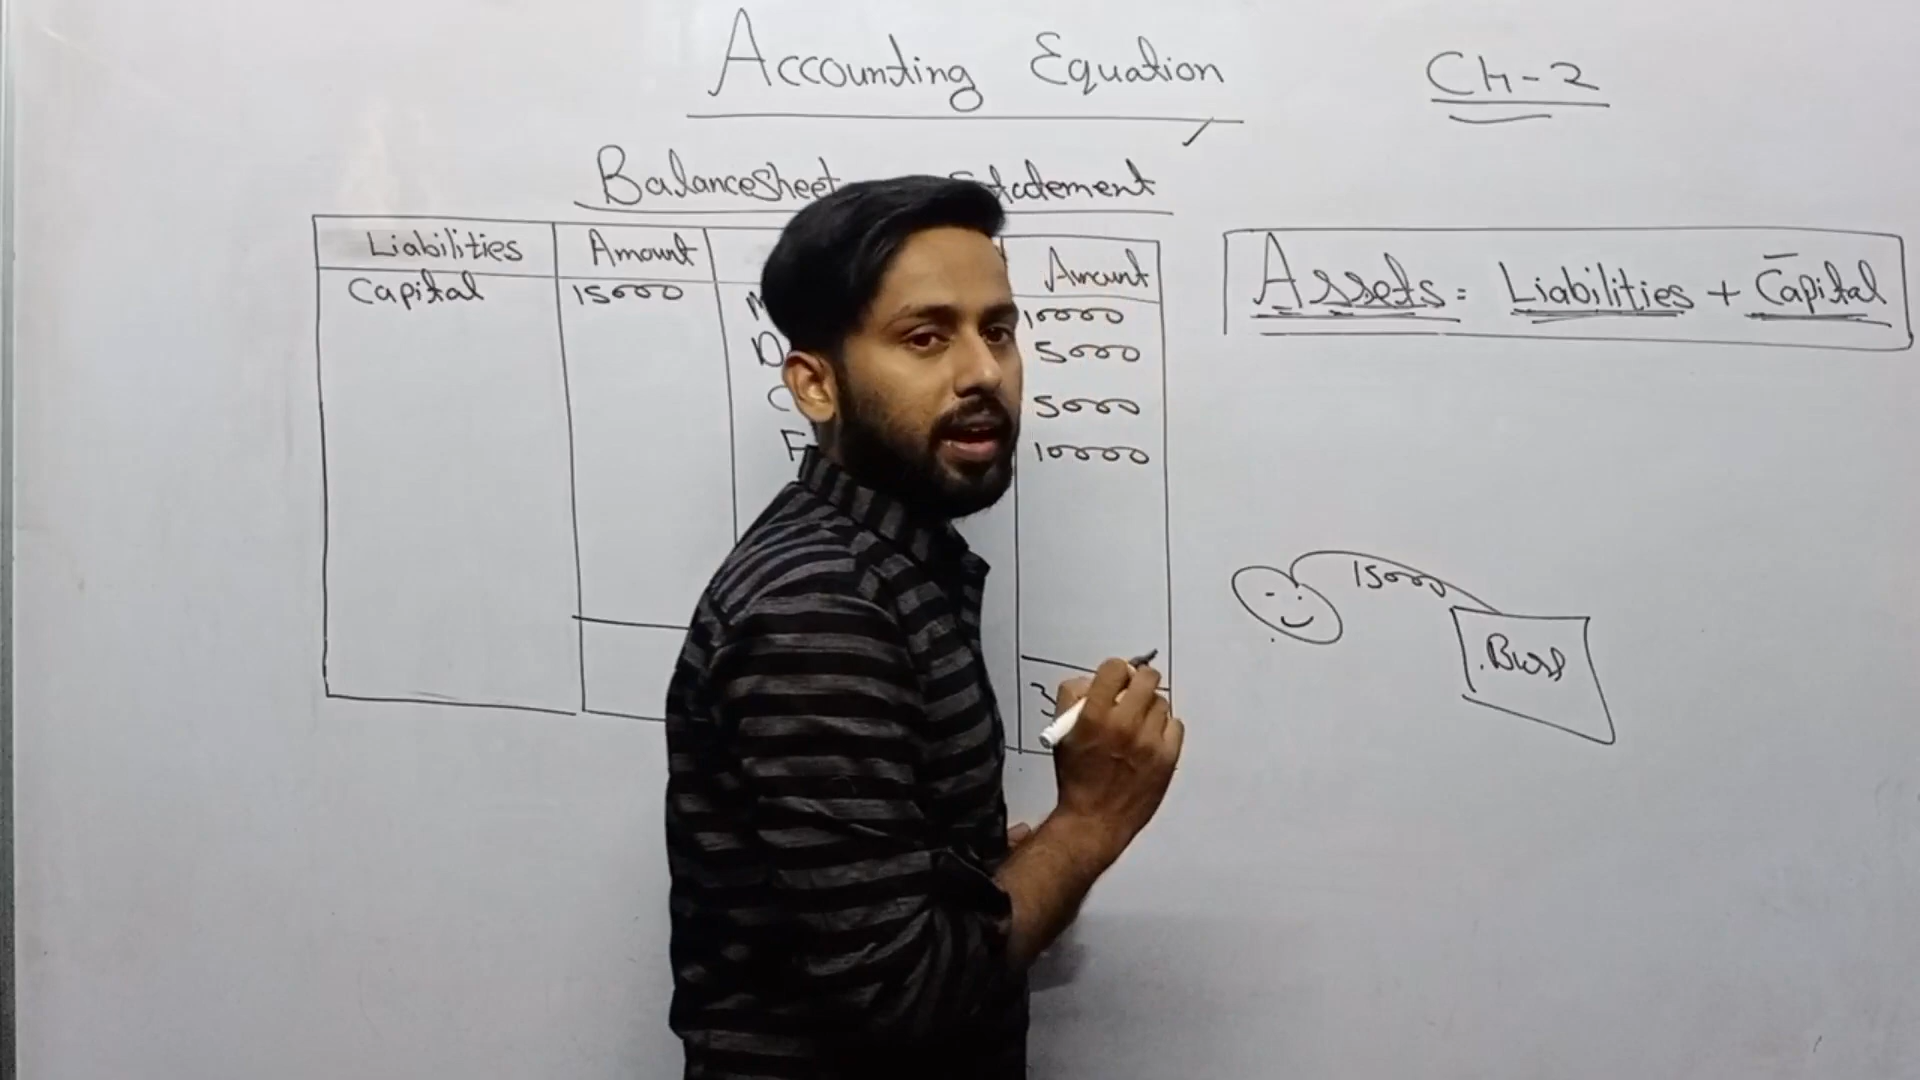 Accounting Equation
Ch-2
Balancesheet Statement
Liabilities Amount Amount
Capital 15000 10000
5000
5000
10000
3
Assets = Liabilities + Capital
15000